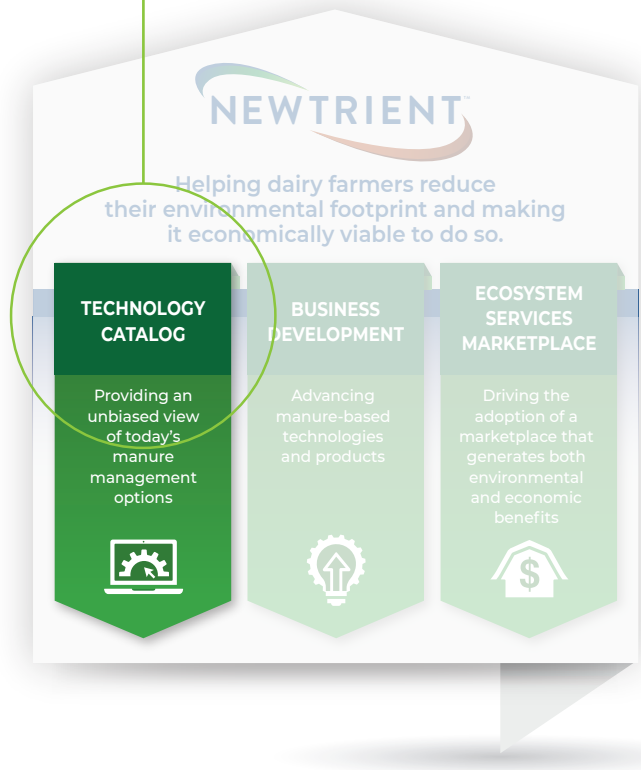 NEWTRIENT™
Helping dairy farmers reduce
their environmental footprint and making
it economically viable to do so.
TECHNOLOGY
CATALOG
Providing an
unbiased view
of today's
manure
management
options
BUSINESS
DEVELOPMENT
Advancing
manure-based
technologies
and products
ECOSYSTEM
SERVICES
MARKETPLACE
Driving the
adoption of a
marketplace that
generates both
environmental
and economic
benefits
$